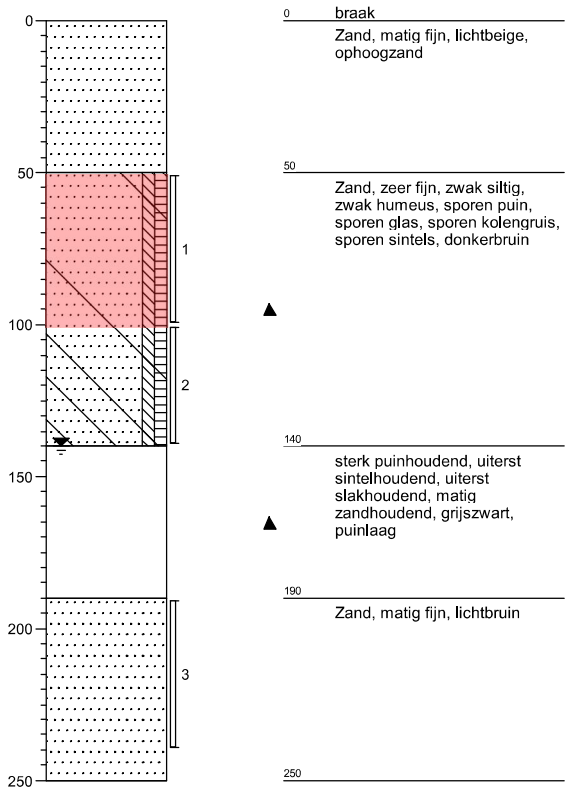 0
50
100
150
200
250
1
2
3
0
braak
Zand, matig fijn, lichtbeige,
ophoogzand
50
Zand, zeer fijn, zwak siltig,
zwak humeus, sporen puin,
sporen glas, sporen kolengruis,
sporen sintels, donkerbruin
140
sterk puinhoudend, uiterst
sintelhoudend, uiterst
slakhoudend, matig
zandhoudend, grijszwart,
puinlaag
190
Zand, matig fijn, lichtbruin
250